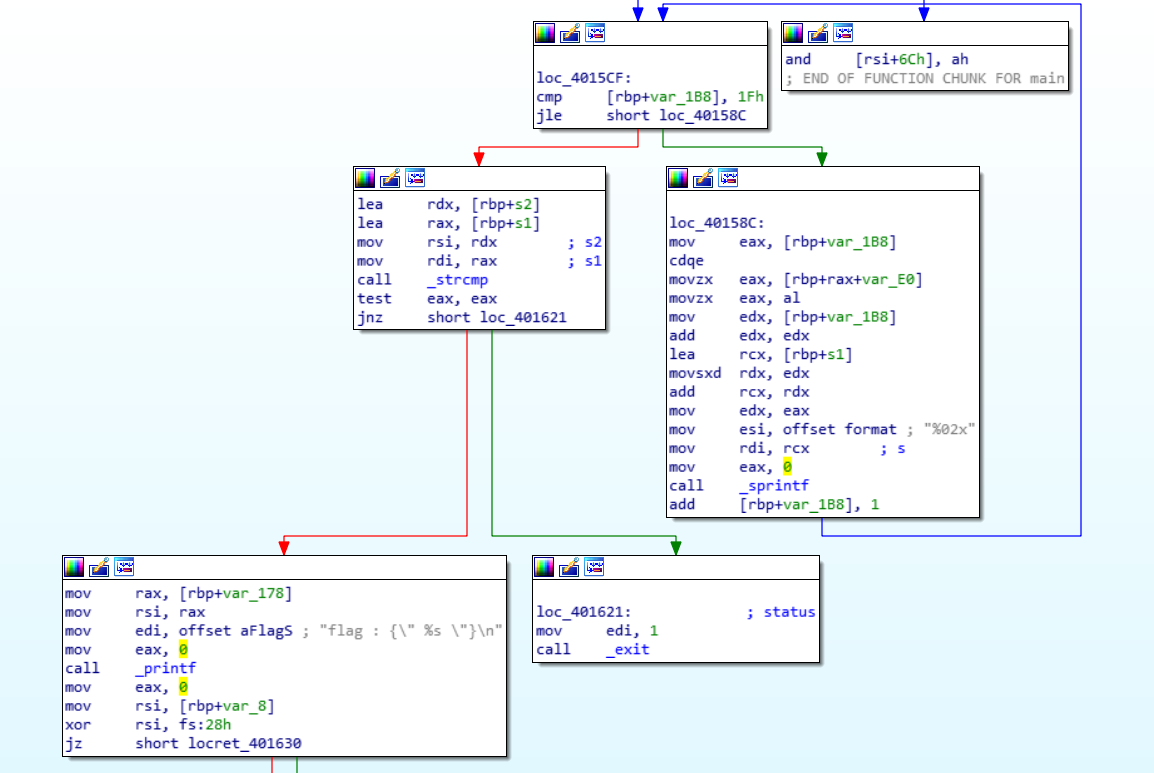 loc_4015CF:
cmp [rbp+var_1B8], 1Fh
jle short loc_40158C
and [rsi+6Ch], ah
; END OF FUNCTION CHUNK FOR main
lea rdx, [rbp+s2]
lea rax, [rbp+s1]
mov rsi, rdx ; s2
mov rdi, rax ; s1
call _strcmp
test eax, eax
jnz short loc_401621
loc_40158C:
mov eax, [rbp+var_1B8]
cdqe
movzx eax, [rbp+rax+var_E0]
movzx eax, al
mov edx, [rbp+var_1B8]
add edx, edx
lea rcx, [rbp+s1]
movsxd rdx, edx
add rcx, rdx
mov edx, eax
mov esi, offset format ; "%02x"
mov rdi, rcx ; s
mov eax, 0
call _sprintf
add [rbp+var_1B8], 1
mov rax, [rbp+var_178]
mov rsi, rax
mov edi, offset aFlagS ; "flag : {\" %s \"}\n"
mov eax, 0
call _printf
mov eax, 0
mov rsi, [rbp+var_8]
xor rsi, fs:28h
jz short locret_401630
loc_401621: ; status
mov edi, 1
call _exit